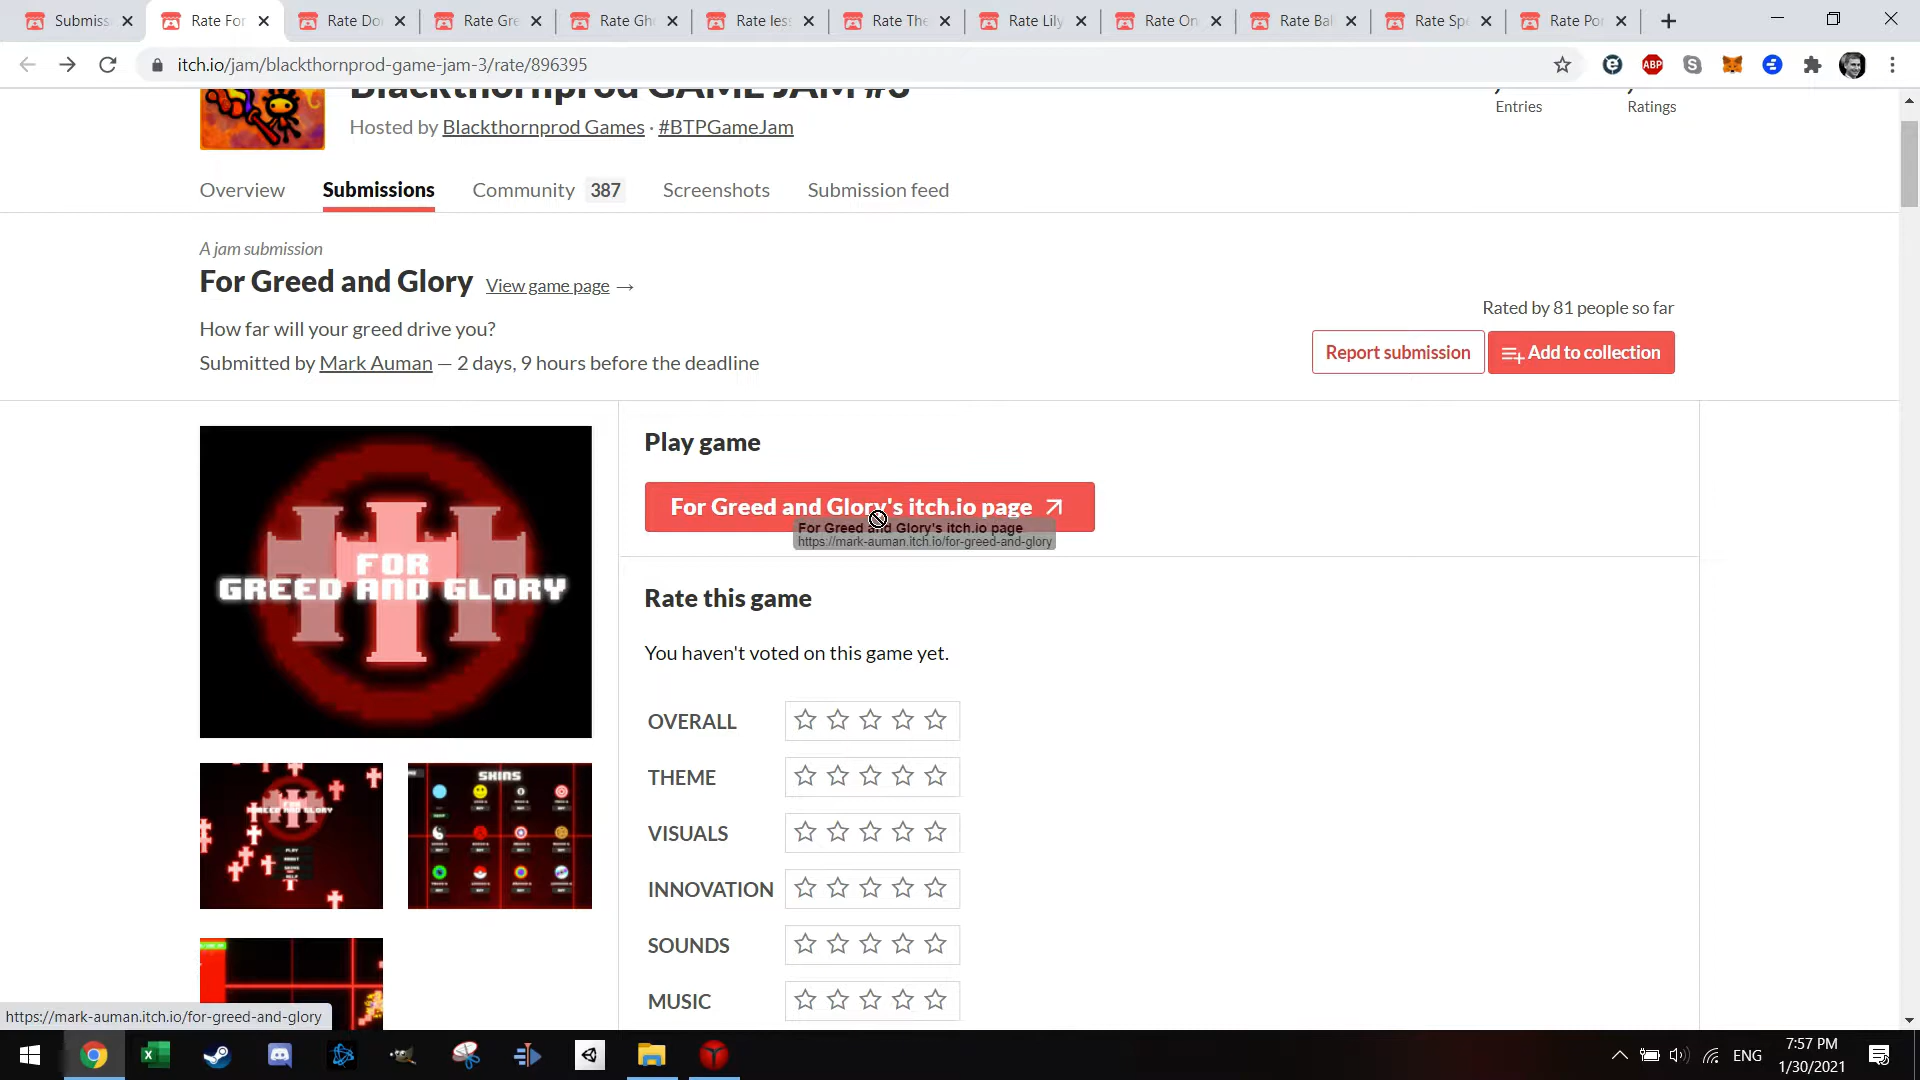 Submiss
Rate For
Rate Do
Rate Gre
Rate Gh
Rate les
Rate The
Rate Lily
Rate On
Rate Bal
Rate Sp
Rate Por
itch.io/jam/blackthornprod-game-jam-3/rate/896395
ABP
Blackthornprod GAME JAM #3
Hosted by Blackthornprod Games · #BTPGameJam
Entries
Ratings
Overview
Submissions
Community 387
Screenshots
Submission feed
A jam submission
For Greed and Glory View game page →
How far will your greed drive you?
Submitted by Mark Auman — 2 days, 9 hours before the deadline
Rated by 81 people so far
Report submission
Add to collection
FOR
GREED AND GLORY
Play game
For Greed and Glory's itch.io page
For Greed and Glory's itch.io page
https://mark-auman.itch.io/for-greed-and-glory
Rate this game
You haven't voted on this game yet.
OVERALL
THEME
VISUALS
INNOVATION
SOUNDS
MUSIC
SKINS
PLAY
https://mark-auman.itch.io/for-greed-and-glory
ENG
7:57 PM
1/30/2021